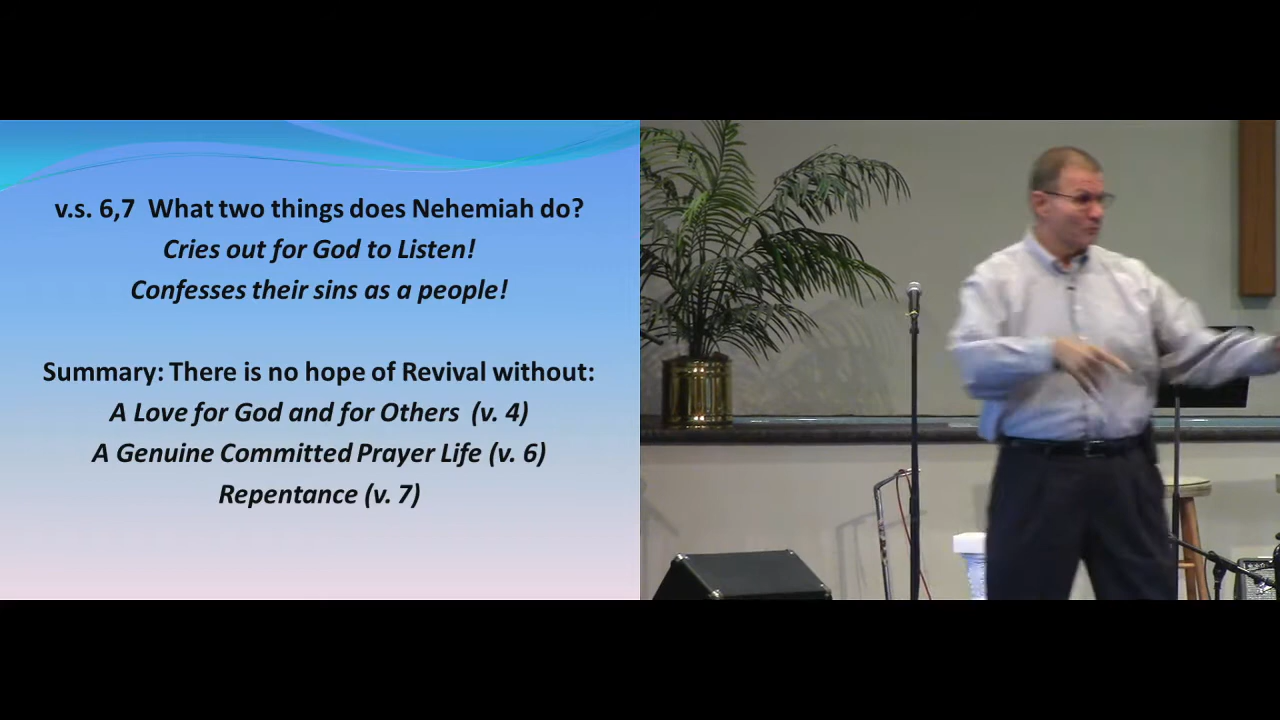 v.s. 6,7 What two things does Nehemiah do?
Cries out for God to Listen!
Confesses their sins as a people!
Summary: There is no hope of Revival without:
A Love for God and for Others (v. 4)
A Genuine Committed Prayer Life (v. 6)
Repentance (v. 7)